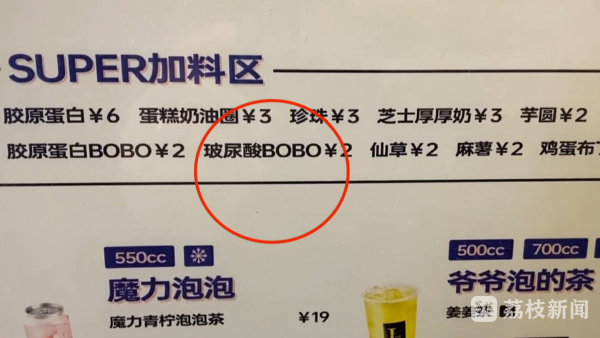 SUPER加料区
胶原蛋白¥6 蛋糕奶油圈¥3 珍珠¥3 芝士厚厚奶¥3 芋圆¥2
胶原蛋白BOBO¥2 玻尿酸BOBO¥2 仙草¥2 麻薯¥2 鸡蛋布丁
550cc
500cc 700cc
魔力泡泡
爷爷泡的茶
魔力青柠泡泡茶 ¥19
姜姜
荔枝新闻